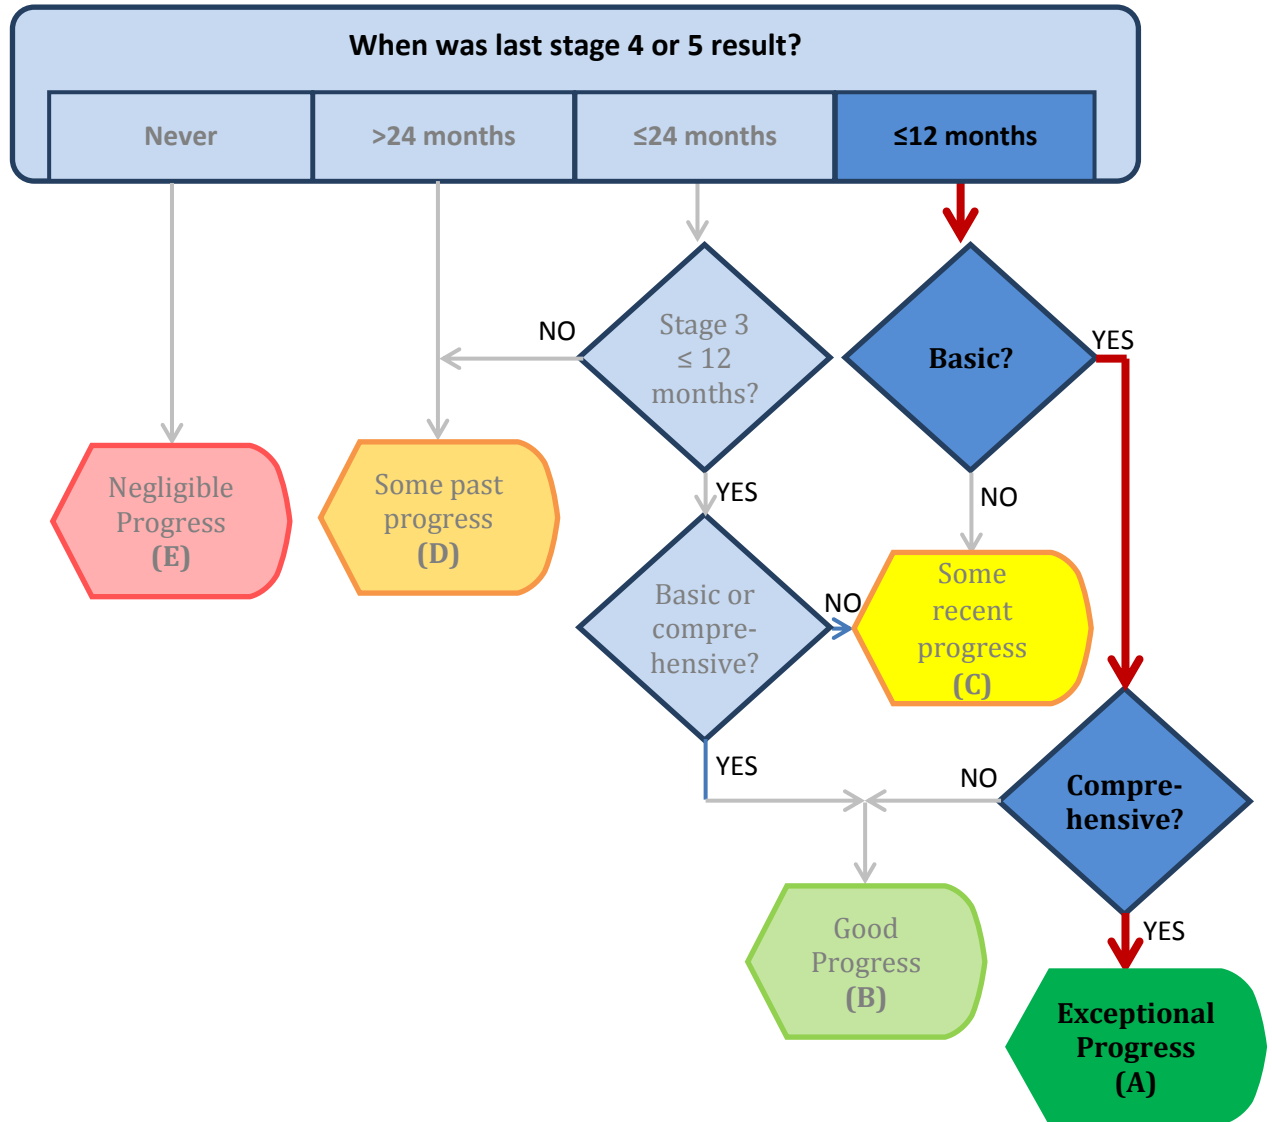 When was last stage 4 or 5 result?
Never
>24 months
≤24 months
≤12 months
Stage 3
≤ 12
months?
NO
YES
Basic?
YES
NO
Negligible
Progress
(E)
Some past
progress
(D)
Basic or
compre-
hensive?
NO
YES
Some
recent
progress
(C)
Compre-
hensive?
NO
YES
Good
Progress
(B)
Exceptional
Progress
(A)